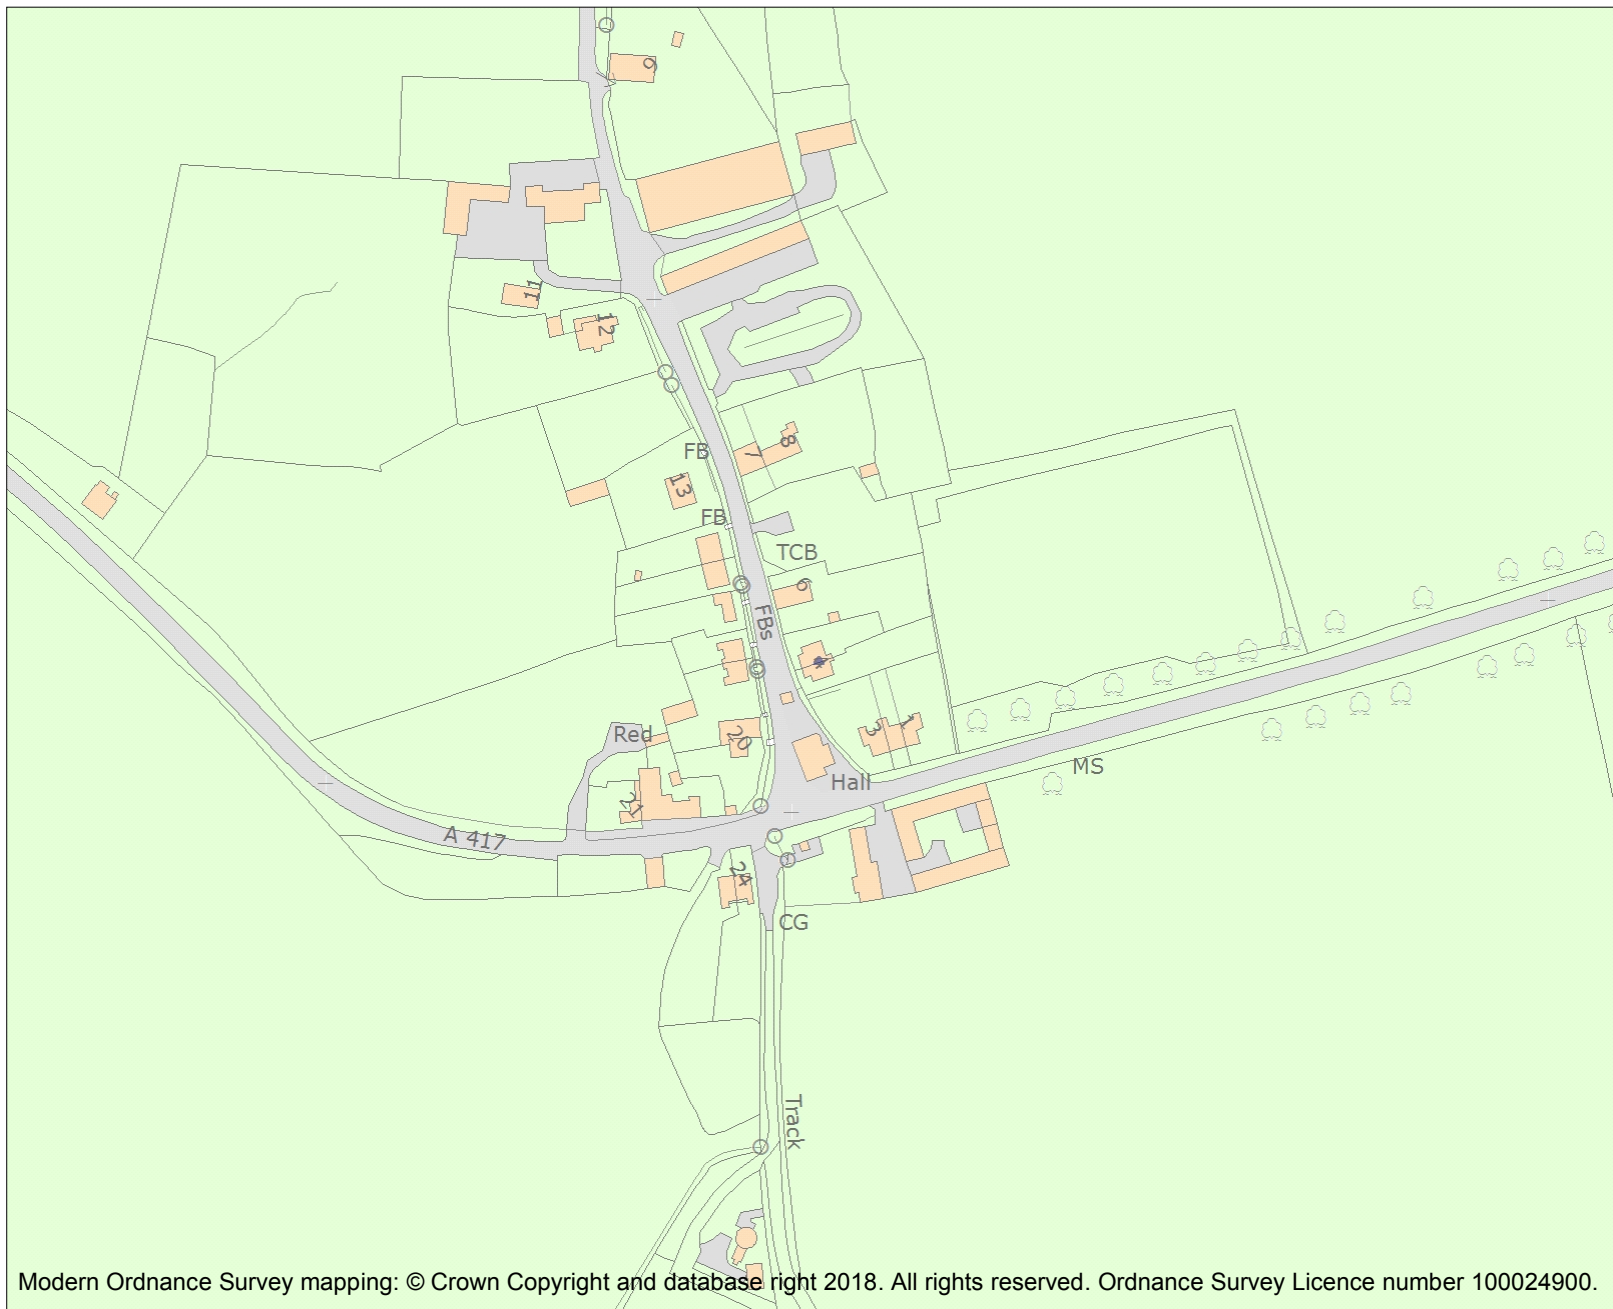 9
11
12
FB
7
8
13
FB
TCB
6
FBs
Red
20
3
1
Hall
MS
21
A 417
24
CG
Track
Modern Ordnance Survey mapping: © Crown Copyright and database right 2018. All rights reserved. Ordnance Survey Licence number 100024900.